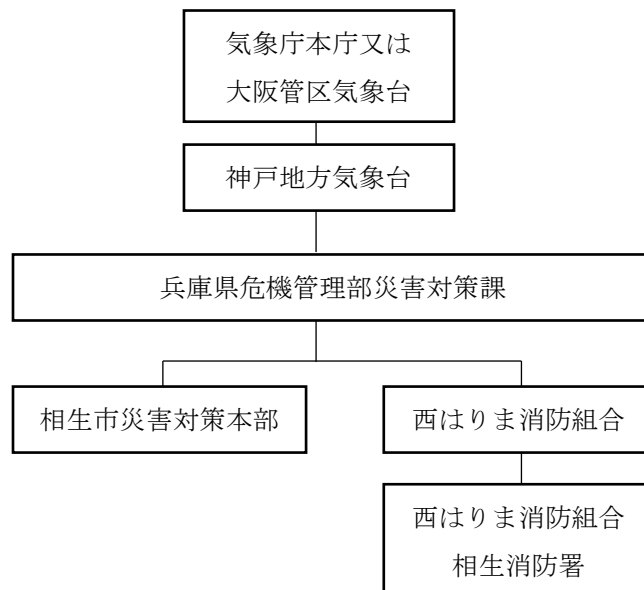 気象庁本庁又は
大阪管区気象台
神戸地方気象台
兵庫県危機管理部災害対策課
相生市災害対策本部
西はりま消防組合
西はりま消防組合
相生消防署